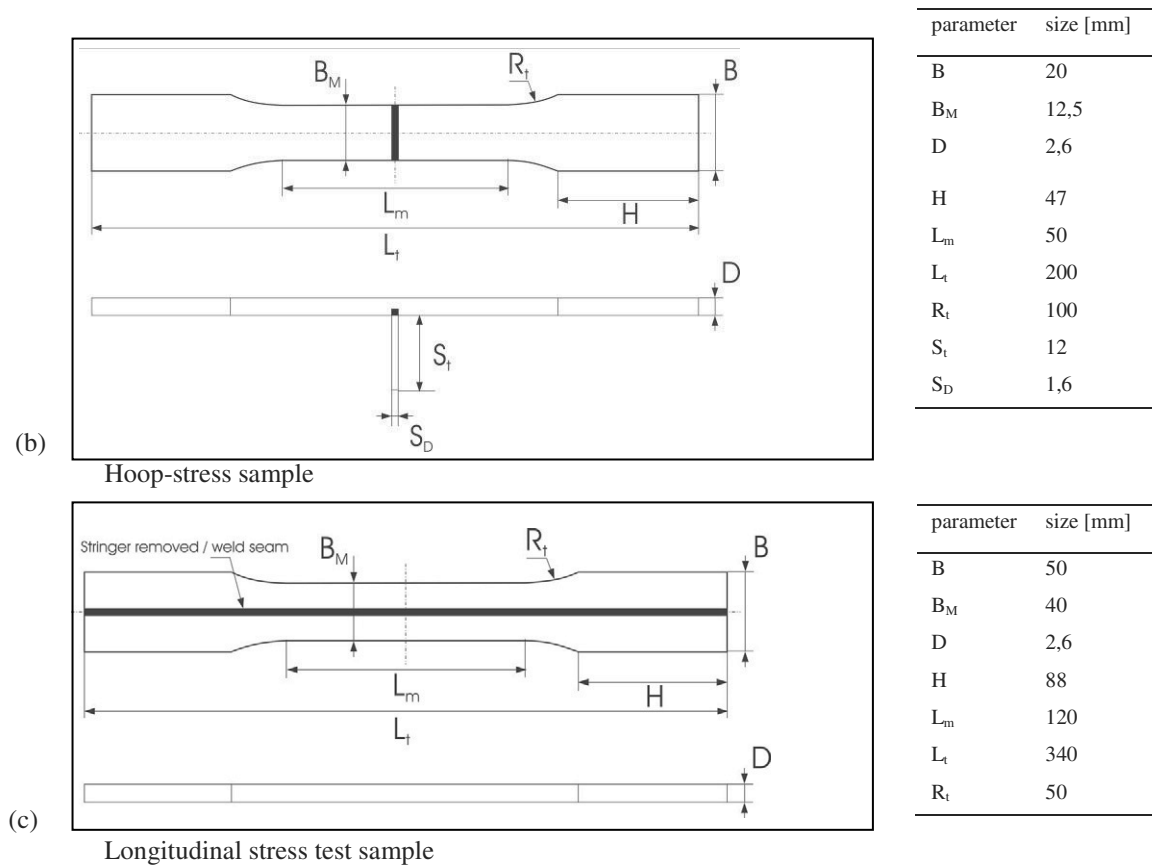 parameter size [mm]
B 20
B_M 12,5
D 2,6
H 47
L_m 50
L_t 200
R_t 100
S_t 12
S_D 1,6
B_M R_t B
L_m H
L_t
D
S_t
S_D
(b)
Hoop-stress sample
parameter size [mm]
B 50
B_M 40
D 2,6
H 88
L_m 120
L_t 340
R_t 50
Stringer removed / weld seam B_M R_t B
L_m H
L_t
D
(c)
Longitudinal stress test sample